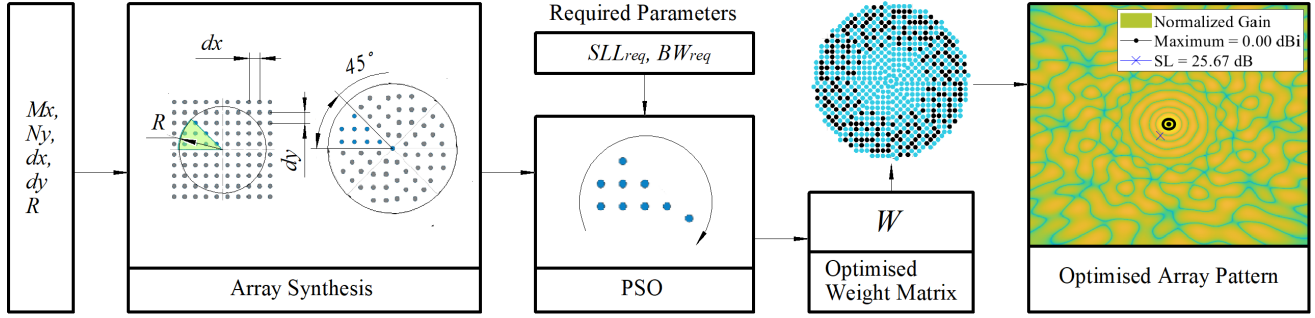 Mx,
Ny,
dx,
dy
R
dx
R
dy
45°
Array Synthesis
Required Parameters
SLLreq, BWreq
PSO
W
Optimised
Weight Matrix
Normalized Gain
Maximum = 0.00 dBi
SL = 25.67 dB
Optimised Array Pattern